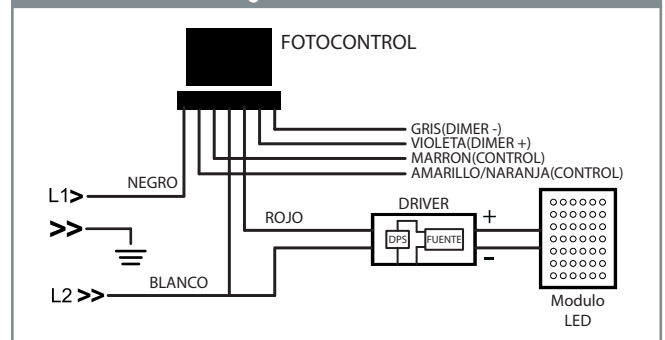 FOTOCONTROL
GRIS(DIMER -)
VIOLETA(DIMER +)
MARRON(CONTROL)
AMARILLO/NARANJA(CONTROL)
NEGRO
L1>
>>
ROJO
DRIVER
DPS
FUENTE
+
-
BLANCO
L2 >>
Modulo
LED